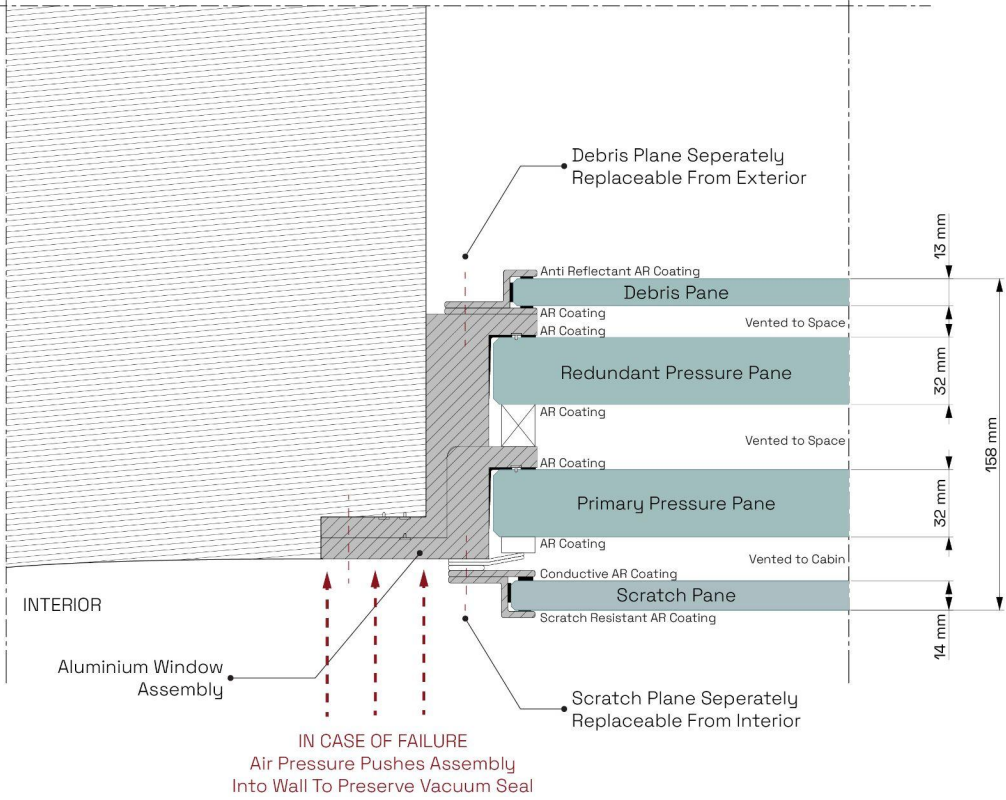 Debris Plane Seperately
Replaceable From Exterior
13 mm
Anti Reflectant AR Coating
Debris Pane
AR Coating
Vented to Space
AR Coating
Redundant Pressure Pane
32 mm
AR Coating
Vented to Space
158 mm
AR Coating
Primary Pressure Pane
32 mm
AR Coating
Vented to Cabin
Conductive AR Coating
Scratch Pane
Scratch Resistant AR Coating
14 mm
INTERIOR
Aluminium Window
Assembly
Scratch Plane Seperately
Replaceable From Interior
IN CASE OF FAILURE
Air Pressure Pushes Assembly
Into Wall To Preserve Vacuum Seal